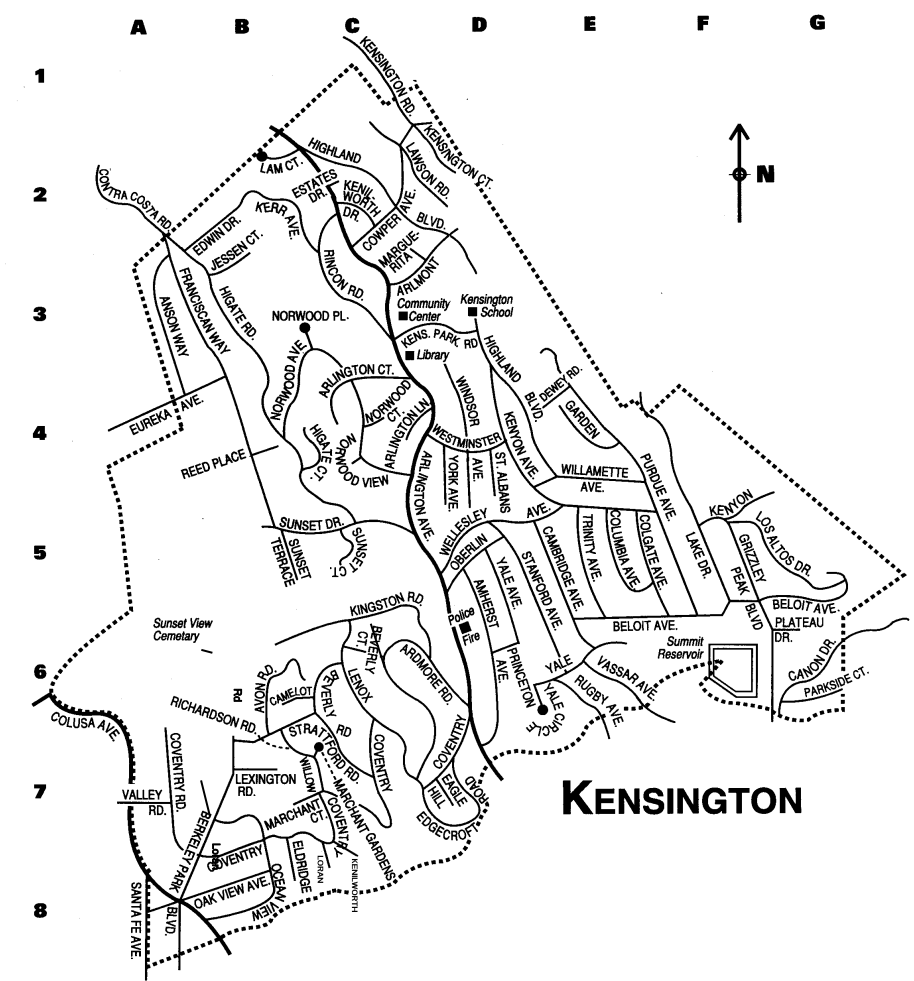 A B C D E F G
1
KENSINGTON RD.
KENSINGTON CT.
HIGHLAND
LAM CT.
LAWSON RD.
N
2
CONTRA COSTA RD.
ESTATES
DR.
KENIL
WORTH
DR.
KERR AVE.
COWPER AVE.
BLVD.
EDWIN DR.
JESSEN CT.
MARGUE-
RITA
ARLMONT
RINCON RD.
FRANCISCAN WAY
ANSON WAY
HIGATE RD.
3
NORWOOD PL.
Community
Center
Kensington
School
KENS. PARK RD
Library
HIGHLAND
BLVD.
DEWEY RD.
GARDEN
NORWOOD AVE
ARLINGTON CT.
NORWOOD
CT.
ARLINGTON LN.
WINDSOR
AVE.
EUREKA AVE.
4
HIGATE CT.
NORWOOD VIEW
WESTMINSTER
KENYON AVE.
REED PLACE
ARLINGTON AVE.
YORK AVE.
ST. ALBANS
WILLAMETTE
AVE.
PURDUE AVE.
KENYON
LOS ALTOS DR.
5
SUNSET DR.
SUNSET
TERRACE
SUNSET CT.
WELLESLEY AVE.
OBERLIN
CAMBRIDGE AVE.
TRINITY AVE.
COLUMBIA AVE.
COLGATE AVE.
LAKE DR.
GRIZZLEY
PEAK
BLVD
STANFORD AVE.
YALE AVE.
AMHERST
AVE.
KINGSTON RD.
Police
Fire
BELOIT AVE.
BELOIT AVE.
PLATEAU
DR.
Sunset View
Cemetary
BEVERLY
CT.
Summit
Reservoir
6
ARDMORE RD.
PRINCETON
YALE
VASSAR AVE.
CANON DR.
PARKSIDE CT.
AVON RD.
Rd
CAMELOT
BEVERLY
RD
LENOX
RUGBY AVE.
YALE CIRCLE
COLUSA AVE.
RICHARDSON RD.
STRATTFORD RD.
COVENTRY
COVENTRY
ROAD
7
VALLEY
RD.
COVENTRY RD.
LEXINGTON
RD.
WILLOW
EAGLE
HILL
EDGECROFT
KENSINGTON
MARCHANT
CT.
MARCHANT GARDENS
BERKELEY PARK
BLVD.
COVENTRY
ELDRIDGE
LORAN
KENILWORTH
8
OAK VIEW AVE.
OCEAN
VIEW
SANTA FE AVE.